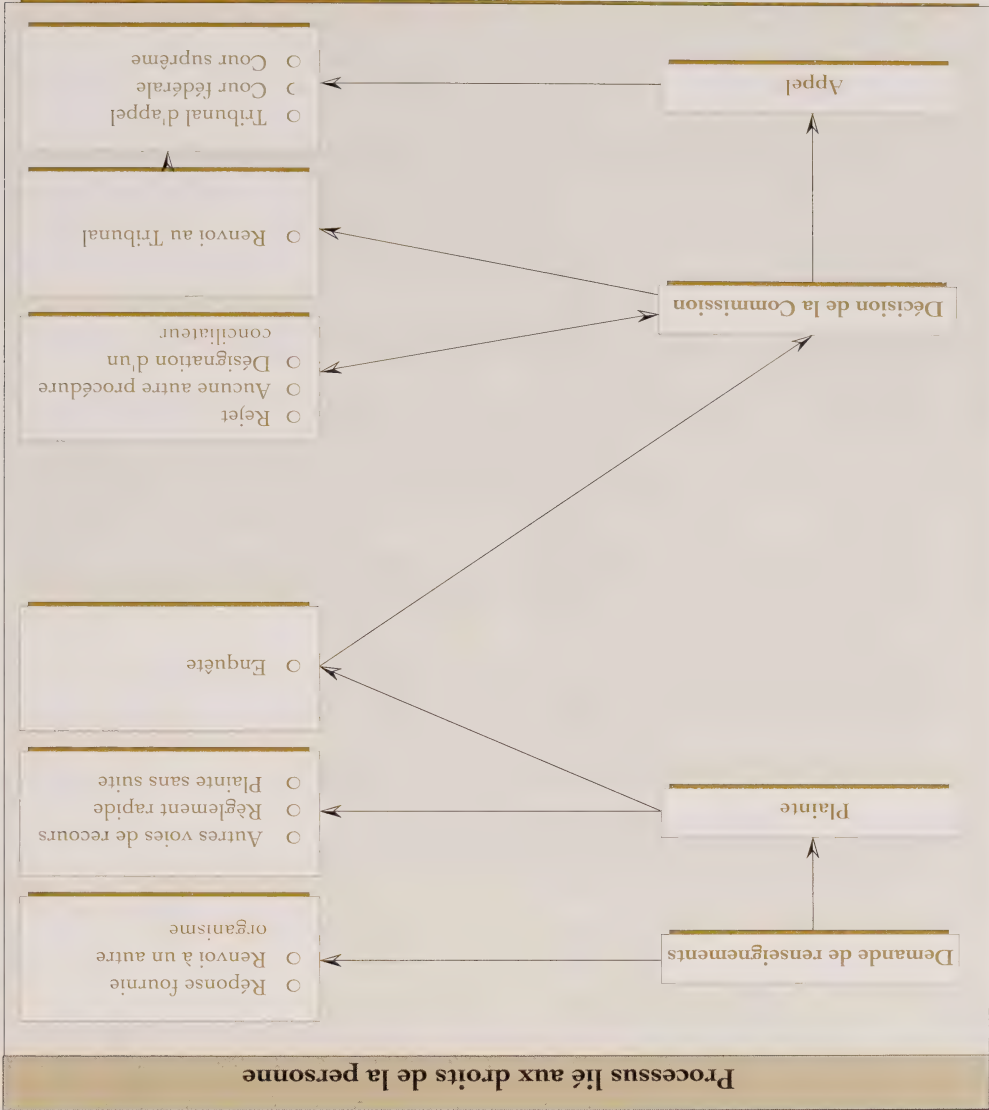 Processus lié aux droits de la personne
Demande de renseignements
○ Réponse fournie
○ Renvoi à un autre
organisme
Plainte
○ Autres voies de recours
○ Règlement rapide
○ Plainte sans suite
○ Enquête
Décision de la Commission
○ Rejet
○ Aucune autre procédure
○ Désignation d'un
conciliateur
○ Renvoi au Tribunal
Appel
○ Tribunal d'appel
○ Cour fédérale
○ Cour suprême